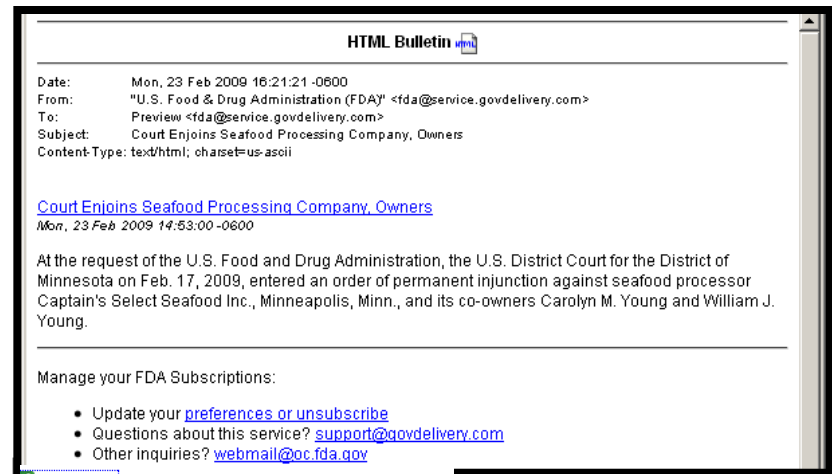 HTML Bulletin HTML
Date: Mon, 23 Feb 2009 16:21:21 -0600
From: "U.S. Food & Drug Administration (FDA)" <fda@service.govdelivery.com>
To: Preview <fda@service.govdelivery.com>
Subject: Court Enjoins Seafood Processing Company, Owners
Content-Type: text/html; charset=us-ascii
Court Enjoins Seafood Processing Company, Owners
Mon, 23 Feb 2009 14:53:00 -0600
At the request of the U.S. Food and Drug Administration, the U.S. District Court for the District of
Minnesota on Feb. 17, 2009, entered an order of permanent injunction against seafood processor
Captain's Select Seafood Inc., Minneapolis, Minn., and its co-owners Carolyn M. Young and William J.
Young.
Manage your FDA Subscriptions:
• Update your preferences or unsubscribe
• Questions about this service? support@govdelivery.com
• Other inquiries? webmail@oc.fda.gov